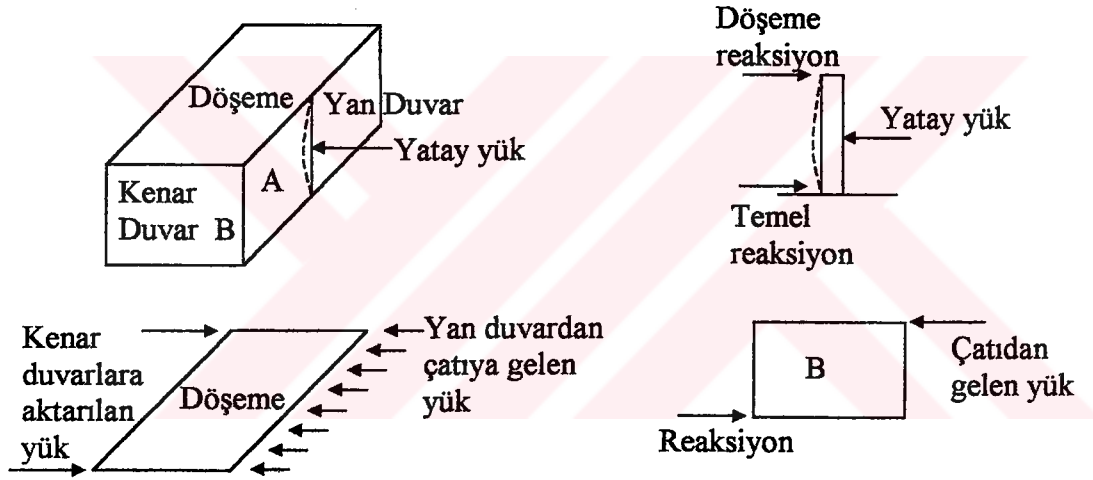 Döşeme
Yan Duvar
Yatay yük
A
Kenar
Duvar B
Döşeme
reaksiyon
Yatay yük
Temel
reaksiyon
Kenar
duvarlara
aktarılan
yük
Döşeme
Yan duvardan
çatıya gelen
yük
B
Çatıdan
gelen yük
Reaksiyon